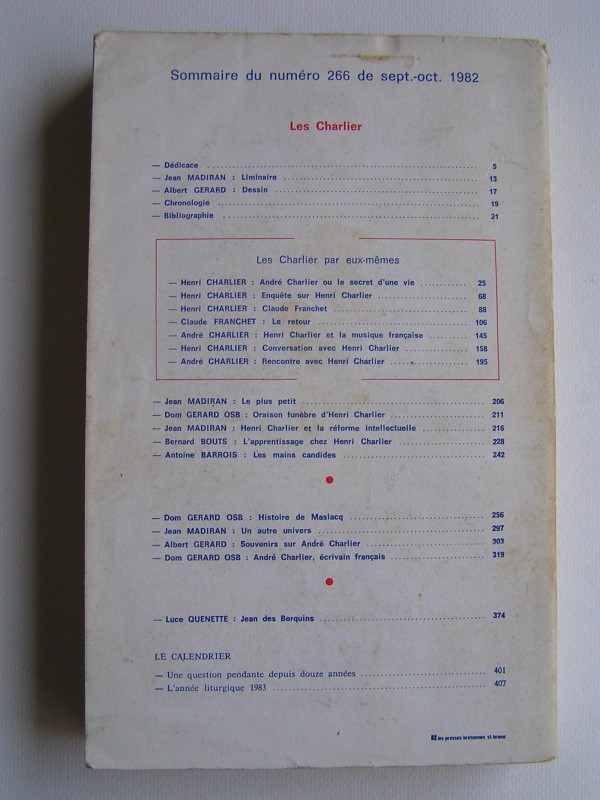 Sommaire du numéro 266 de sept.-oct. 1982
Les Charlier
— Dédicace ........ 5
— Jean MADIRAN : Liminaire ........ 13
— Albert GERARD : Dessin ........ 17
— Chronologie ........ 19
— Bibliographie ........ 21
Les Charlier par eux-mêmes
— Henri CHARLIER : André Charlier ou le secret d'une vie ........ 25
— Henri CHARLIER : Enquête sur Henri Charlier ........ 68
— Henri CHARLIER : Claude Franchet ........ 88
— Claude FRANCHET : Le retour ........ 106
— André CHARLIER : Henri Charlier et la musique française ........ 145
— Henri CHARLIER : Conversation avec Henri Charlier ........ 158
— André CHARLIER : Rencontre avec Henri Charlier ........ 195
— Jean MADIRAN : Le plus petit ........ 206
— Dom GERARD OSB : Oraison funèbre d'Henri Charlier ........ 211
— Jean MADIRAN : Henri Charlier et la réforme intellectuelle ........ 216
— Bernard BOUTS : L'apprentissage chez Henri Charlier ........ 228
— Antoine BARROIS : Les mains candides ........ 242
— Dom GERARD OSB : Histoire de Maslacq ........ 256
— Jean MADIRAN : Un autre univers ........ 297
— Albert GERARD : Souvenirs sur André Charlier ........ 303
— Dom GERARD OSB : André Charlier, écrivain français ........ 319
— Luce QUENETTE : Jean des Berquins ........ 374
LE CALENDRIER
— Une question pendante depuis douze années ........ 401
— L'année liturgique 1983 ........ 407
les presses bretonnes st brieuc